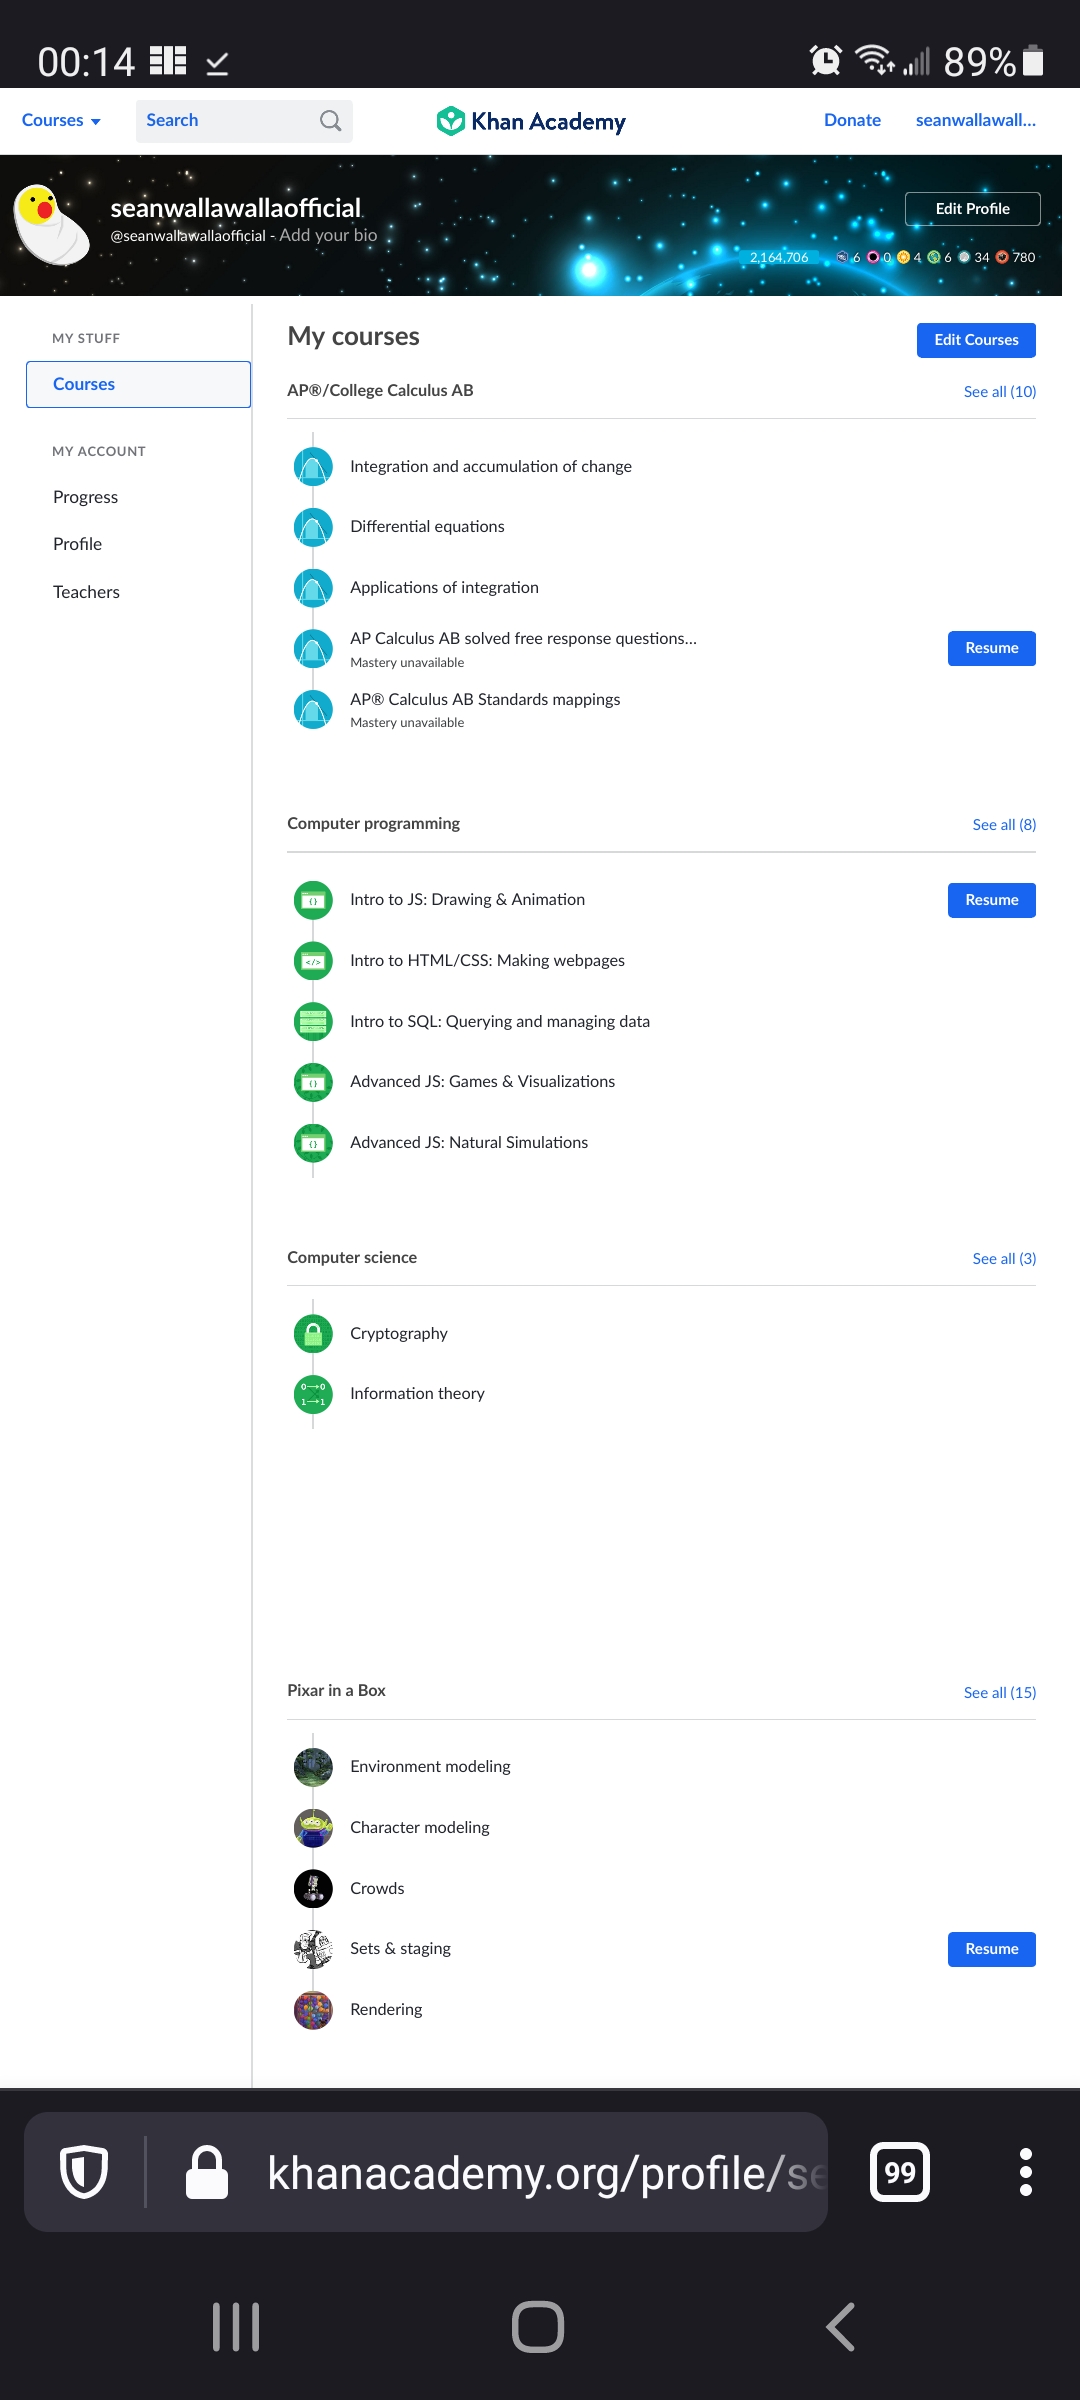 00:14
89%
Courses
Search
Khan Academy
Donate
seanwallawall...
seanwallawallaofficial
@seanwallawallaofficial - Add your bio
Edit Profile
2,164,706 6 0 4 6 34 780
MY STUFF
Courses
MY ACCOUNT
Progress
Profile
Teachers
My courses
Edit Courses
AP®/College Calculus AB
See all (10)
Integration and accumulation of change
Differential equations
Applications of integration
AP Calculus AB solved free response questions...
Mastery unavailable
Resume
AP® Calculus AB Standards mappings
Mastery unavailable
Computer programming
See all (8)
Intro to JS: Drawing & Animation
Resume
Intro to HTML/CSS: Making webpages
Intro to SQL: Querying and managing data
Advanced JS: Games & Visualizations
Advanced JS: Natural Simulations
Computer science
See all (3)
Cryptography
Information theory
Pixar in a Box
See all (15)
Environment modeling
Character modeling
Crowds
Sets & staging
Resume
Rendering
khanacademy.org/profile/se
99